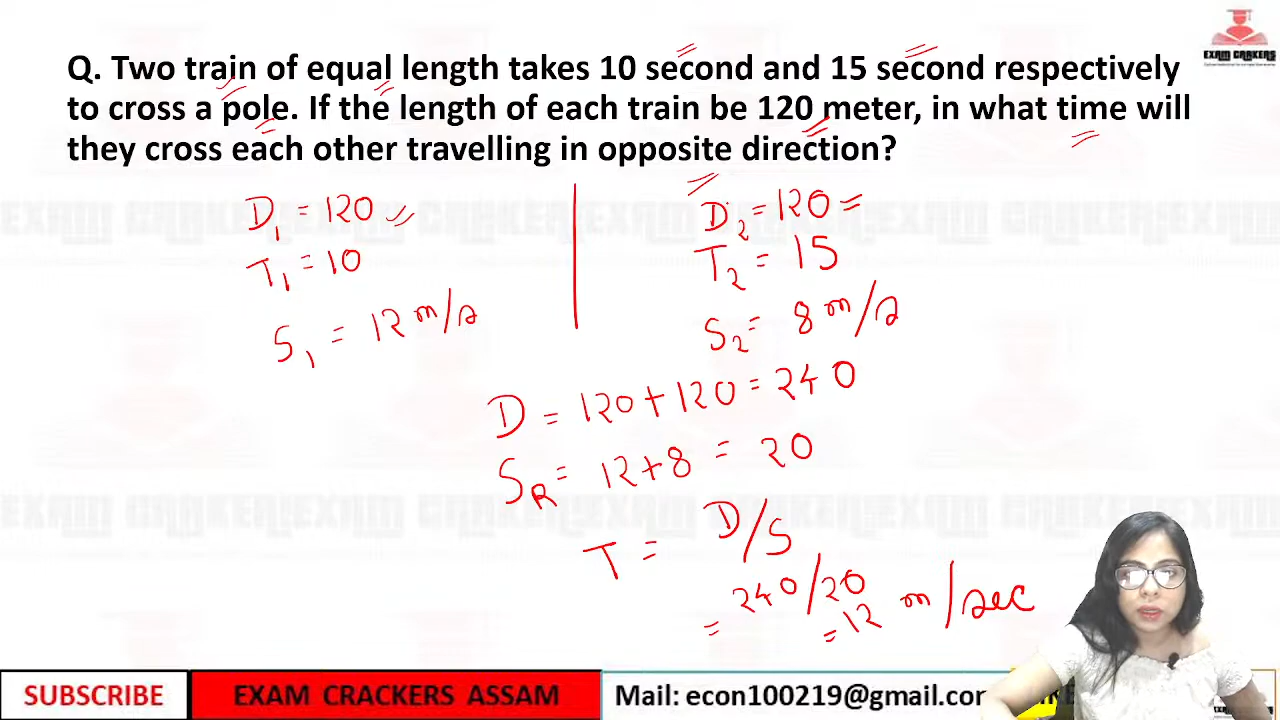 EXAM CRACKERS
Q. Two train of equal length takes 10 second and 15 second respectively
to cross a pole. If the length of each train be 120 meter, in what time will
they cross each other travelling in opposite direction?
D₁ = 120
T₁ = 10
S₁ = 12 m/s
D₂ = 120
T₂ = 15
S₂ = 8 m/s
D = 120 + 120 = 240
S_R = 12 + 8 = 20
T = D/S
= 240/20
= 12 m/sec
SUBSCRIBE
EXAM CRACKERS ASSAM
Mail: econ100219@gmail.com